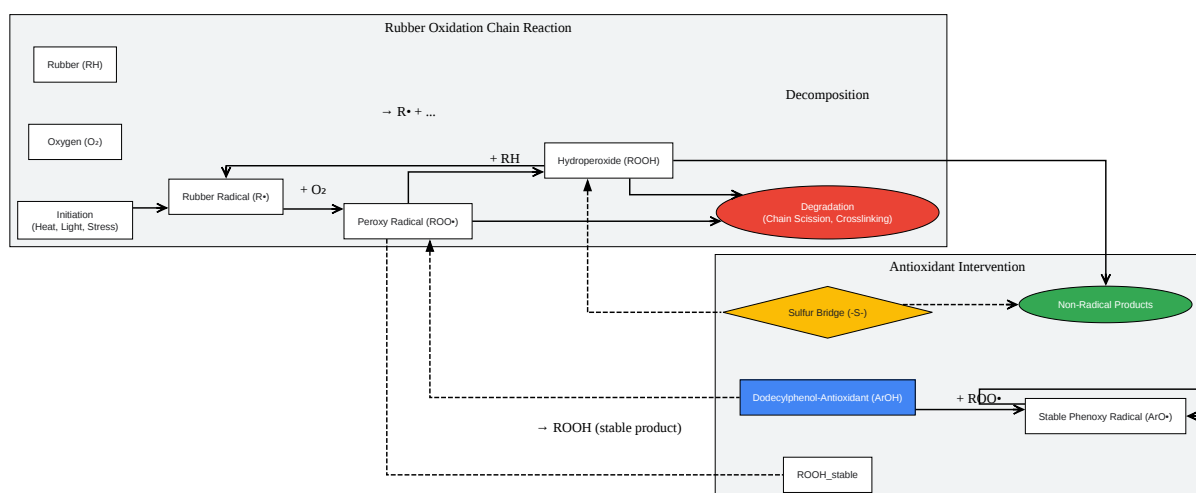 Rubber Oxidation Chain Reaction
Rubber (RH)
Decomposition
→ R• + ...
Oxygen (O₂)
+ RH
Hydroperoxide (ROOH)
Rubber Radical (R•)
+ O₂
Initiation
(Heat, Light, Stress)
Peroxy Radical (ROO•)
Degradation
(Chain Scission, Crosslinking)
Antioxidant Intervention
Sulfur Bridge (-S-)
Non-Radical Products
Dodecylphenol-Antioxidant (ArOH)
+ ROO•
Stable Phenoxy Radical (ArO•)
→ ROOH (stable product)
ROOH_stable